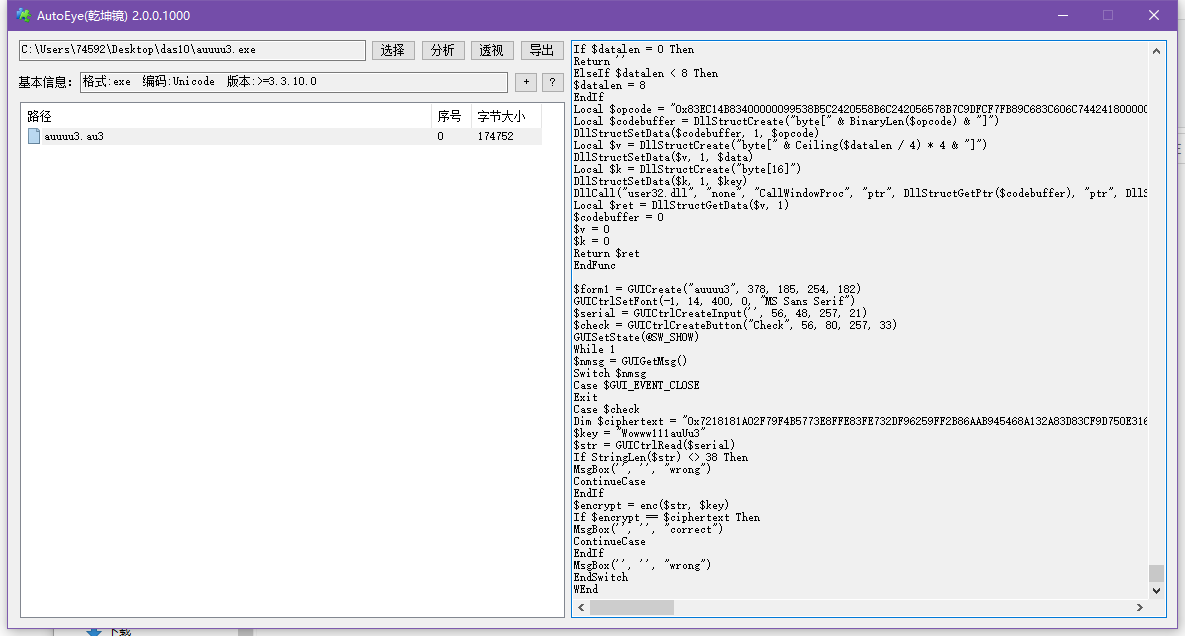 AutoEye(乾坤镜) 2.0.0.1000
C:\Users\74592\Desktop\das10\auuuu3.exe
选择
分析
透视
导出
基本信息:
格式:exe 编码:Unicode 版本:>=3.3.10.0
+
?
路径 序号 字节大小
auuuu3.au3 0 174752
If $datalen = 0 Then
Return ''
ElseIf $datalen < 8 Then
$datalen = 8
EndIf
Local $opcode = "0x83EC14B83400000099538B5C2420558B6C242056578B7C9DFCF7FB89C683C606C74424180000
Local $codebuffer = DllStructCreate("byte[" & BinaryLen($opcode) & "]")
DllStructSetData($codebuffer, 1, $opcode)
Local $v = DllStructCreate("byte[" & Ceiling($datalen / 4) * 4 & "]")
DllStructSetData($v, 1, $data)
Local $k = DllStructCreate("byte[16]")
DllStructSetData($k, 1, $key)
DllCall("user32.dll", "none", "CallWindowProc", "ptr", DllStructGetPtr($codebuffer), "ptr", DllS
Local $ret = DllStructGetData($v, 1)
$codebuffer = 0
$v = 0
$k = 0
Return $ret
EndFunc
$form1 = GUICreate("auuuu3", 378, 185, 254, 182)
GUICtrlSetFont(-1, 14, 400, 0, "MS Sans Serif")
$serial = GUICtrlCreateInput('', 56, 48, 257, 21)
$check = GUICtrlCreateButton("Check", 56, 80, 257, 33)
GUISetState(@SW_SHOW)
While 1
$nmsg = GUIGetMsg()
Switch $nmsg
Case $GUI_EVENT_CLOSE
Exit
Case $check
Dim $ciphertext = "0x7218181A02F79F4B5773E8FFE83FE732DF96259FF2B86AAB945468A132A83D83CF9D750E316
$key = "Wowww111auUu3"
$str = GUICtrlRead($serial)
If StringLen($str) <> 38 Then
MsgBox('', '', "wrong")
ContinueCase
EndIf
$encrypt = enc($str, $key)
If $encrypt == $ciphertext Then
MsgBox('', '', "correct")
ContinueCase
EndIf
MsgBox('', '', "wrong")
EndSwitch
WEnd
下载